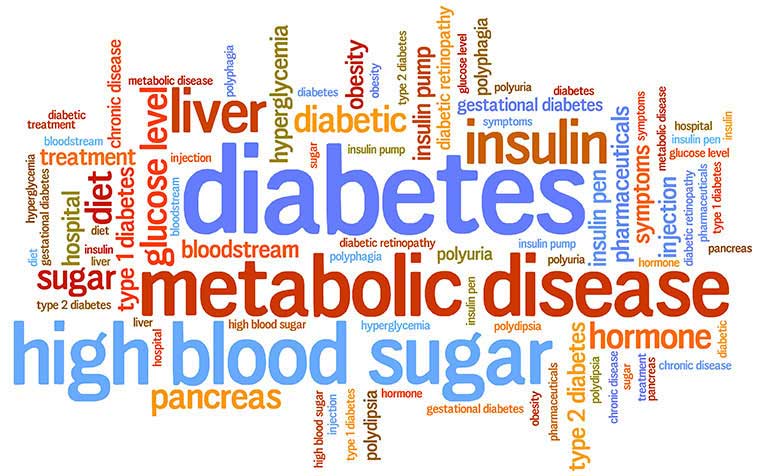 metabolic disease
polyphagia
hyperglycemia
diabetes
obesity
obesity
type 2 diabetes
insulin pump
diabetic retinopathy
glucose level
polyphagia
polyuria
diabetes
chronic disease
liver
diabetic
gestational diabetes
symptoms
diabetic treatment
bloodstream
treatment
glucose level
injection
sugar
insulin pump
insulin
pharmaceuticals
symptoms
symptoms
metabolic disease
hospital
insulin pen
insulin
glucose level
hyperglycemia
gestational diabetes
hospital
diet
diet
type 1 diabetes
bloodstream
diabetes
insulin pen
injection
diabetic retinopathy
pharmaceuticals
type 1 diabetes
diet
insulin
liver
bloodstream
diabetic retinopathy
polyphagia
polyuria
insulin pump
polyuria
hormone
pancreas
sugar
type 2 diabetes
metabolic disease
insulin pen
liver
hospital
high blood sugar
hyperglycemia
polydipsia
hormone
diabetic
high blood sugar
type 2 diabetes
polydipsia
chronic disease
sugar
treatment
pancreas
chronic disease
pancreas
high blood sugar
injection
type 1 diabetes
polydipsia
hormone
gestational diabetes
obesity
pharmaceuticals